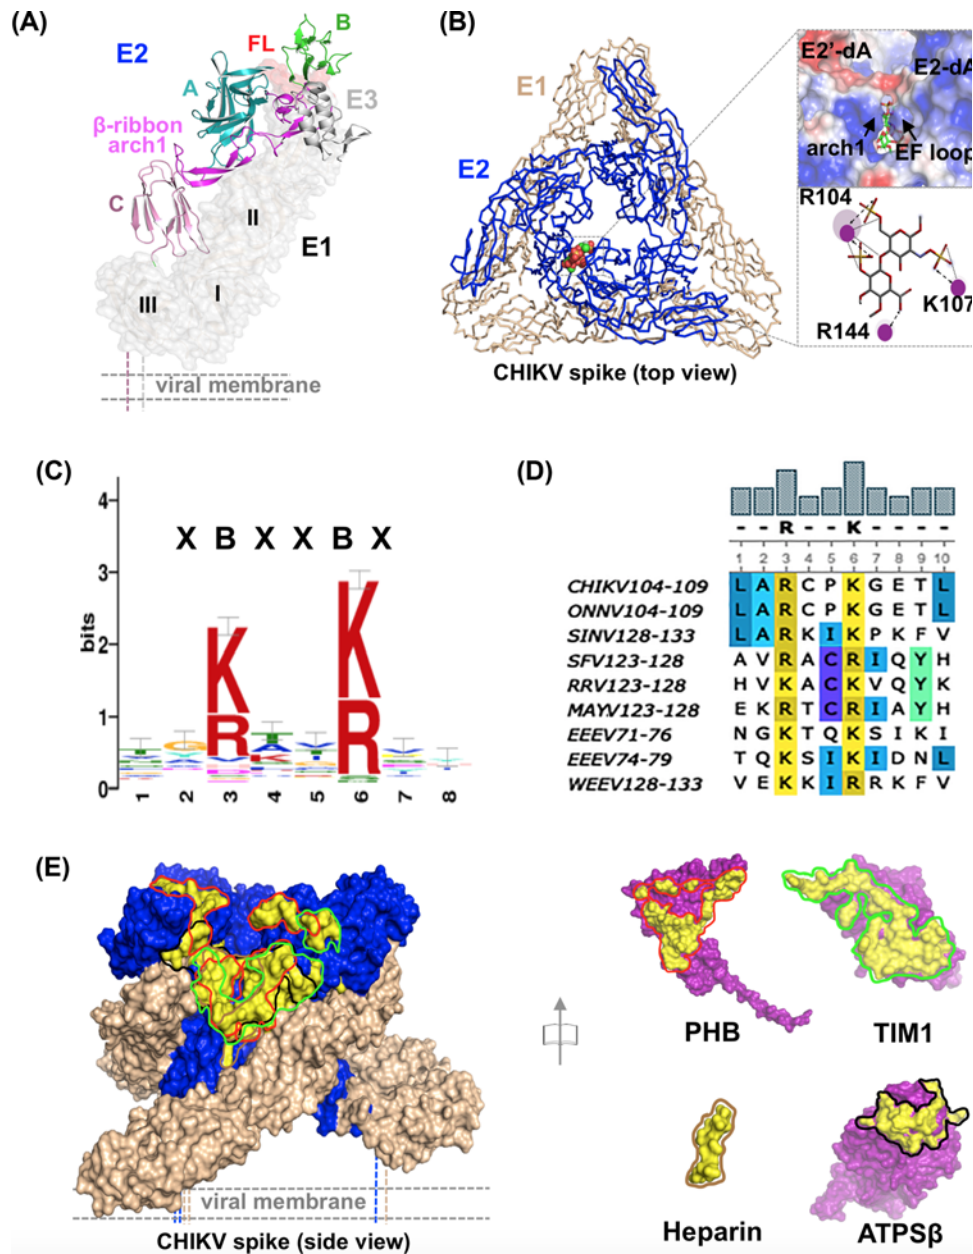 (A)
E2
A
FL
B
E3
β-ribbon
arch1
C
II
E1
I
III
viral membrane
(B)
E1
E2
CHIKV spike (top view)
E2'-dA
E2-dA
arch1
EF loop
R104
K107
R144
(C)
bits
4
3
2
1
0
X B X X B X
K
R
K
R
1 2 3 4 5 6 7 8
(D)
- - R - - K - - - -
1 2 3 4 5 6 7 8 9 10
CHIKV104-109 L A R C P K G E T L
ONNV104-109 L A R C P K G E T L
SINV128-133 L A R K I K P K F V
SFV123-128 A V R A C R I Q Y H
RRV123-128 H V K A C K V Q Y K
MAYV123-128 E K R T C R I A Y H
EEEV71-76 N G K T Q K S I K I
EEEV74-79 T Q K S I K I D N L
WEEV128-133 V E K K I R R K F V
(E)
viral membrane
CHIKV spike (side view)
PHB
TIM1
Heparin
ATPSβ